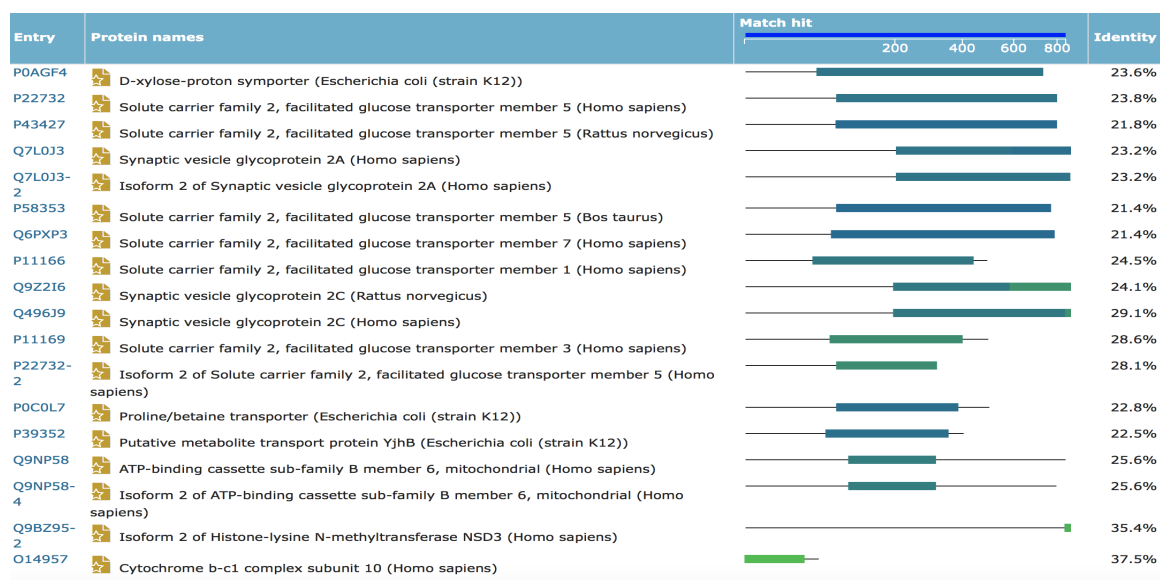 Match hit
Entry Protein names 200 400 600 800 Identity
P0AGF4 D-xylose-proton symporter (Escherichia coli (strain K12)) 23.6%
P22732 Solute carrier family 2, facilitated glucose transporter member 5 (Homo sapiens) 23.8%
P43427 Solute carrier family 2, facilitated glucose transporter member 5 (Rattus norvegicus) 21.8%
Q7L0J3 Synaptic vesicle glycoprotein 2A (Homo sapiens) 23.2%
Q7L0J3-
2 Isoform 2 of Synaptic vesicle glycoprotein 2A (Homo sapiens) 23.2%
P58353 Solute carrier family 2, facilitated glucose transporter member 5 (Bos taurus) 21.4%
Q6PXP3 Solute carrier family 2, facilitated glucose transporter member 7 (Homo sapiens) 21.4%
P11166 Solute carrier family 2, facilitated glucose transporter member 1 (Homo sapiens) 24.5%
Q9Z2I6 Synaptic vesicle glycoprotein 2C (Rattus norvegicus) 24.1%
Q496J9 Synaptic vesicle glycoprotein 2C (Homo sapiens) 29.1%
P11169 Solute carrier family 2, facilitated glucose transporter member 3 (Homo sapiens) 28.6%
P22732-
2 Isoform 2 of Solute carrier family 2, facilitated glucose transporter member 5 (Homo 28.1%
sapiens)
P0C0L7 Proline/betaine transporter (Escherichia coli (strain K12)) 22.8%
P39352 Putative metabolite transport protein YjhB (Escherichia coli (strain K12)) 22.5%
Q9NP58 ATP-binding cassette sub-family B member 6, mitochondrial (Homo sapiens) 25.6%
Q9NP58-
4 Isoform 2 of ATP-binding cassette sub-family B member 6, mitochondrial (Homo 25.6%
sapiens)
Q9BZ95-
2 Isoform 2 of Histone-lysine N-methyltransferase NSD3 (Homo sapiens) 35.4%
O14957 Cytochrome b-c1 complex subunit 10 (Homo sapiens) 37.5%